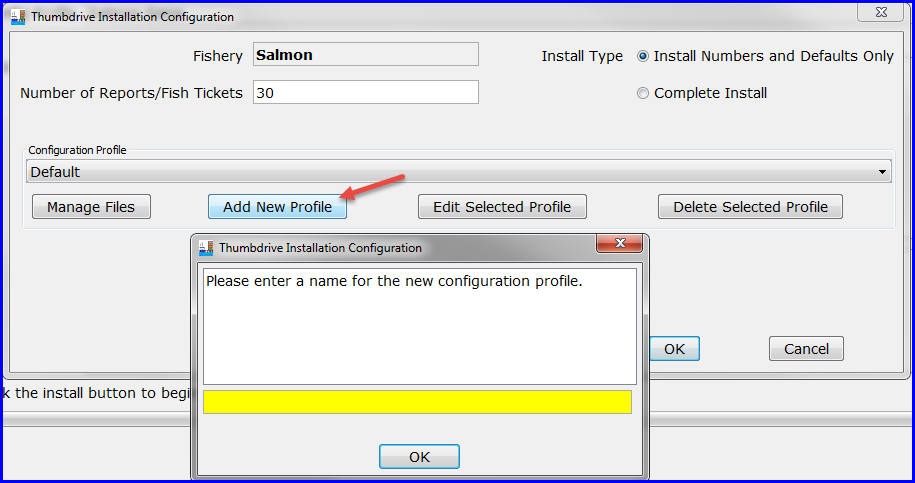 Thumbdrive Installation Configuration
Fishery Salmon Install Type Install Numbers and Defaults Only
Number of Reports/Fish Tickets 30 Complete Install
Configuration Profile
Default
Manage Files Add New Profile Edit Selected Profile Delete Selected Profile
Thumbdrive Installation Configuration
Please enter a name for the new configuration profile.
OK Cancel
k the install button to begi
OK